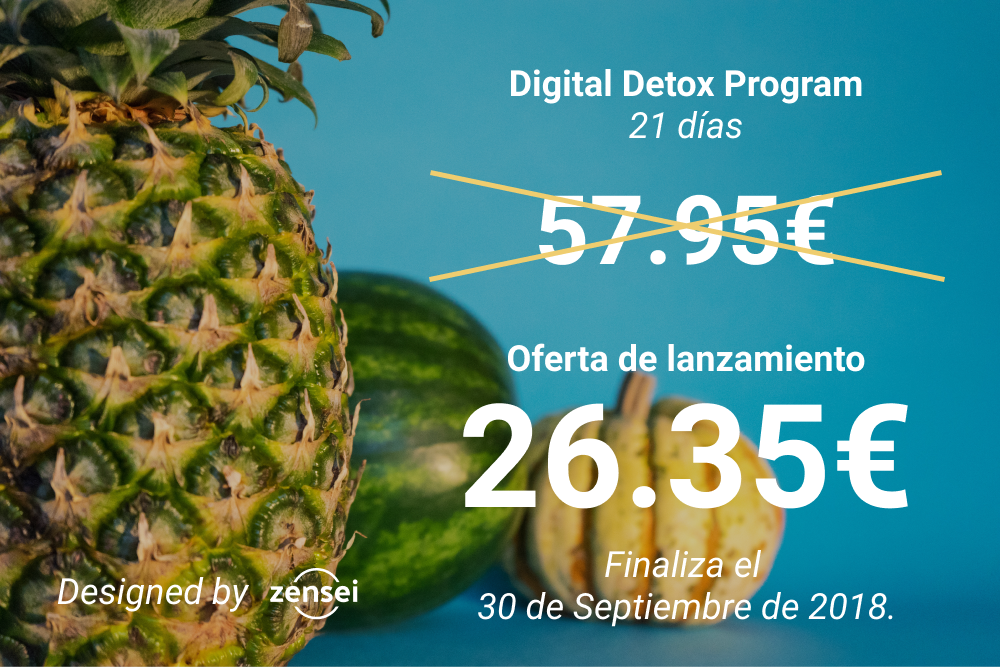 Digital Detox Program
21 días
57.95€
Oferta de lanzamiento
26.35€
Finaliza el
30 de Septiembre de 2018.
Designed by zensei